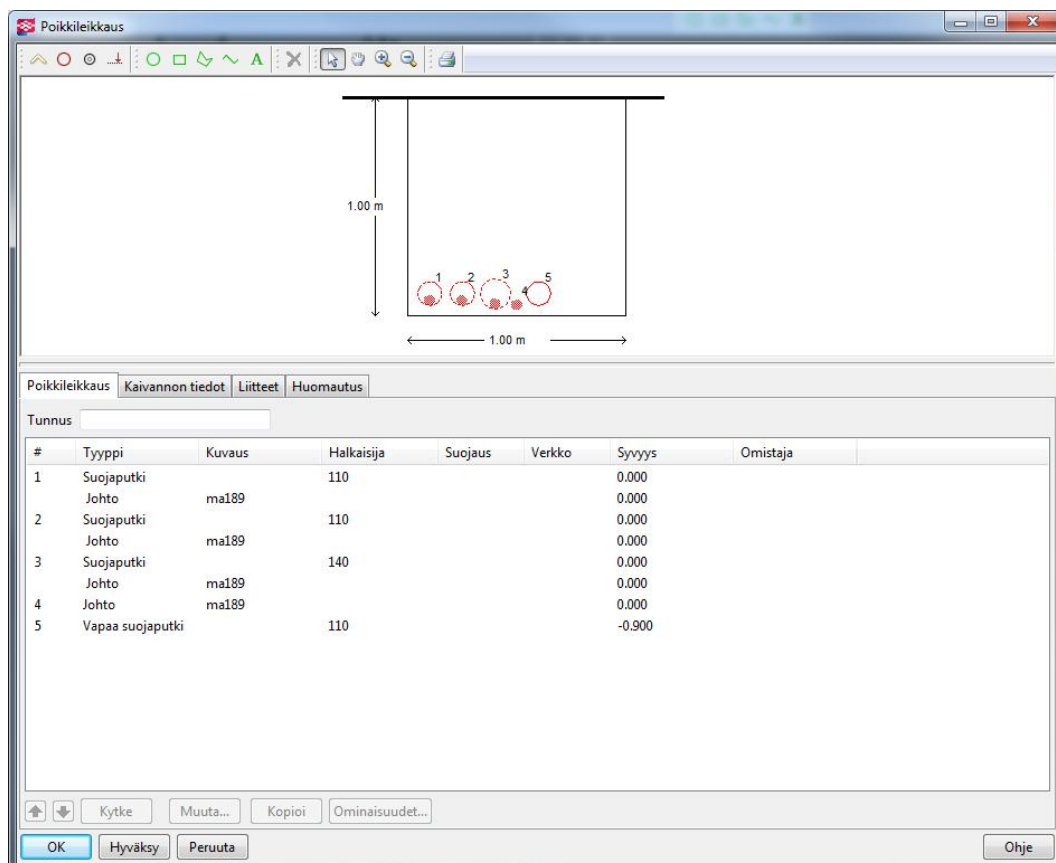 Poikkileikkaus
A
1.00 m
1 2 3 4 5
1.00 m
Poikkileikkaus Kaivannon tiedot Liitteet Huomautus
Tunnus
# Tyyppi Kuvaus Halkaisija Suojaus Verkko Syvyys Omistaja
1 Suojaputki 110 0.000
Johto ma189 0.000
2 Suojaputki 110 0.000
Johto ma189 0.000
3 Suojaputki 140 0.000
Johto ma189 0.000
4 Johto ma189 0.000
5 Vapaa suojaputki 110 -0.900
Kytke Muuta... Kopioi Ominaisuudet...
OK Hyväksy Peruuta Ohje